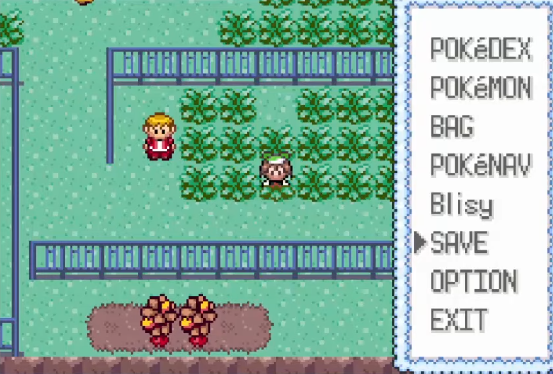 POKéDEX
POKéMON
BAG
POKéNAV
Blisy
SAVE
OPTION
EXIT